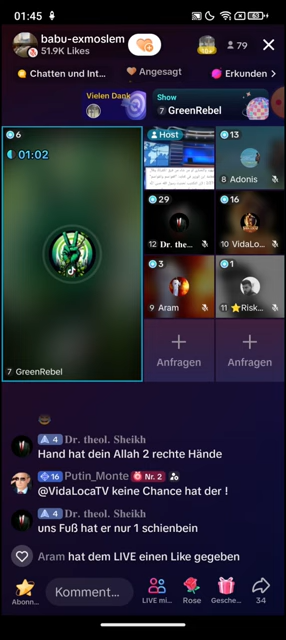 01:45
babu-exmoslem
51.9K Likes
79
Chatten und Int...
Angesagt
Erkunden
Vielen Dank
Show
7 GreenRebel
6
01:02
7 GreenRebel
Host
13
8 Adonis
29
12 Dr. the...
16
10 VidaLo...
3
9 Aram
1
11 ⭐Risk...
Anfragen
Anfragen
4 Dr. theol. Sheikh
Hand hat dein Allah 2 rechte Hände
16 Putin_Monte Nr. 2
@VidaLocaTV keine Chance hat der !
4 Dr. theol. Sheikh
uns Fuß hat er nur 1 schienbein
Aram hat dem LIVE einen Like gegeben
Abonn...
Komment...
LIVE mi...
Rose
Gesche...
34